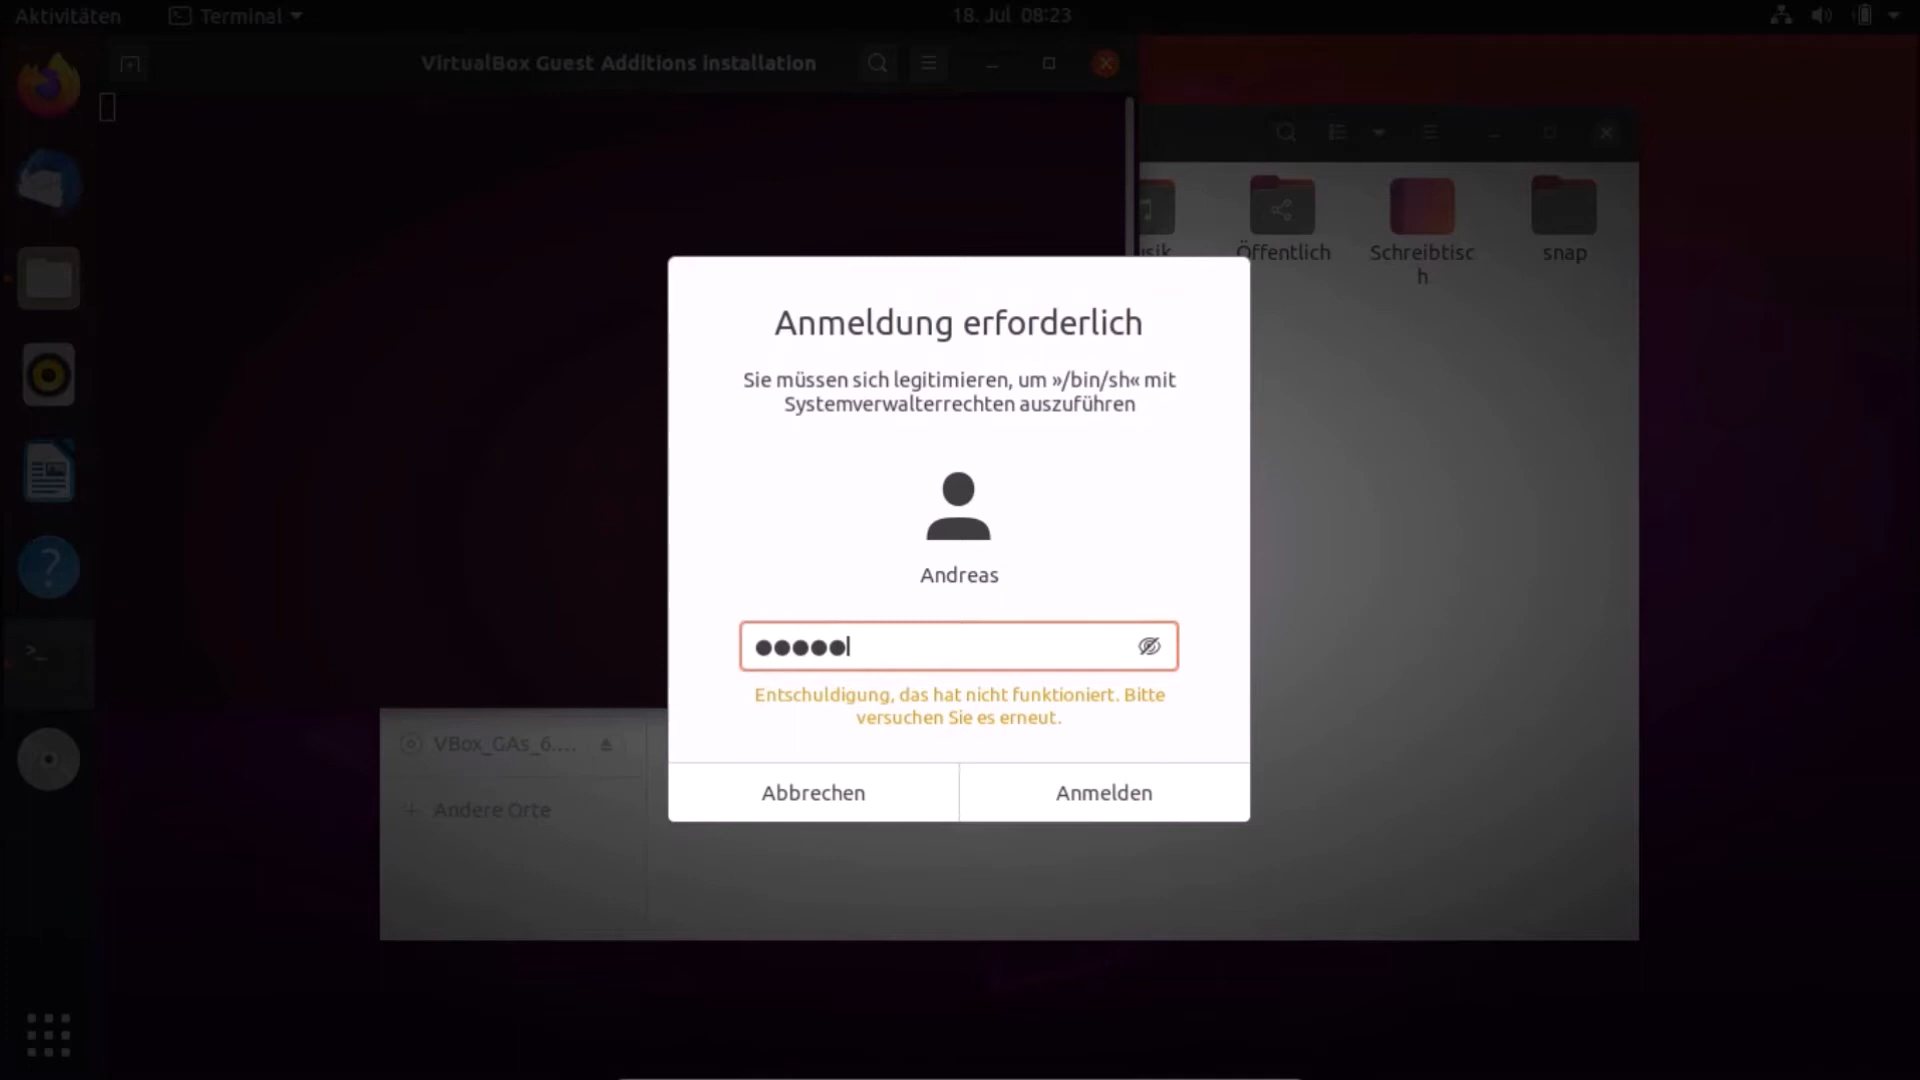 Aktivitäten Terminal 18. Jul 08:23
VirtualBox Guest Additions installation
Öffentlich Schreibtisc
h snap
Anmeldung erforderlich
Sie müssen sich legitimieren, um »/bin/sh« mit
Systemverwalterrechten auszuführen
Andreas
Entschuldigung, das hat nicht funktioniert. Bitte
versuchen Sie es erneut.
VBox_GAs_6....
Andere Orte
Abbrechen Anmelden